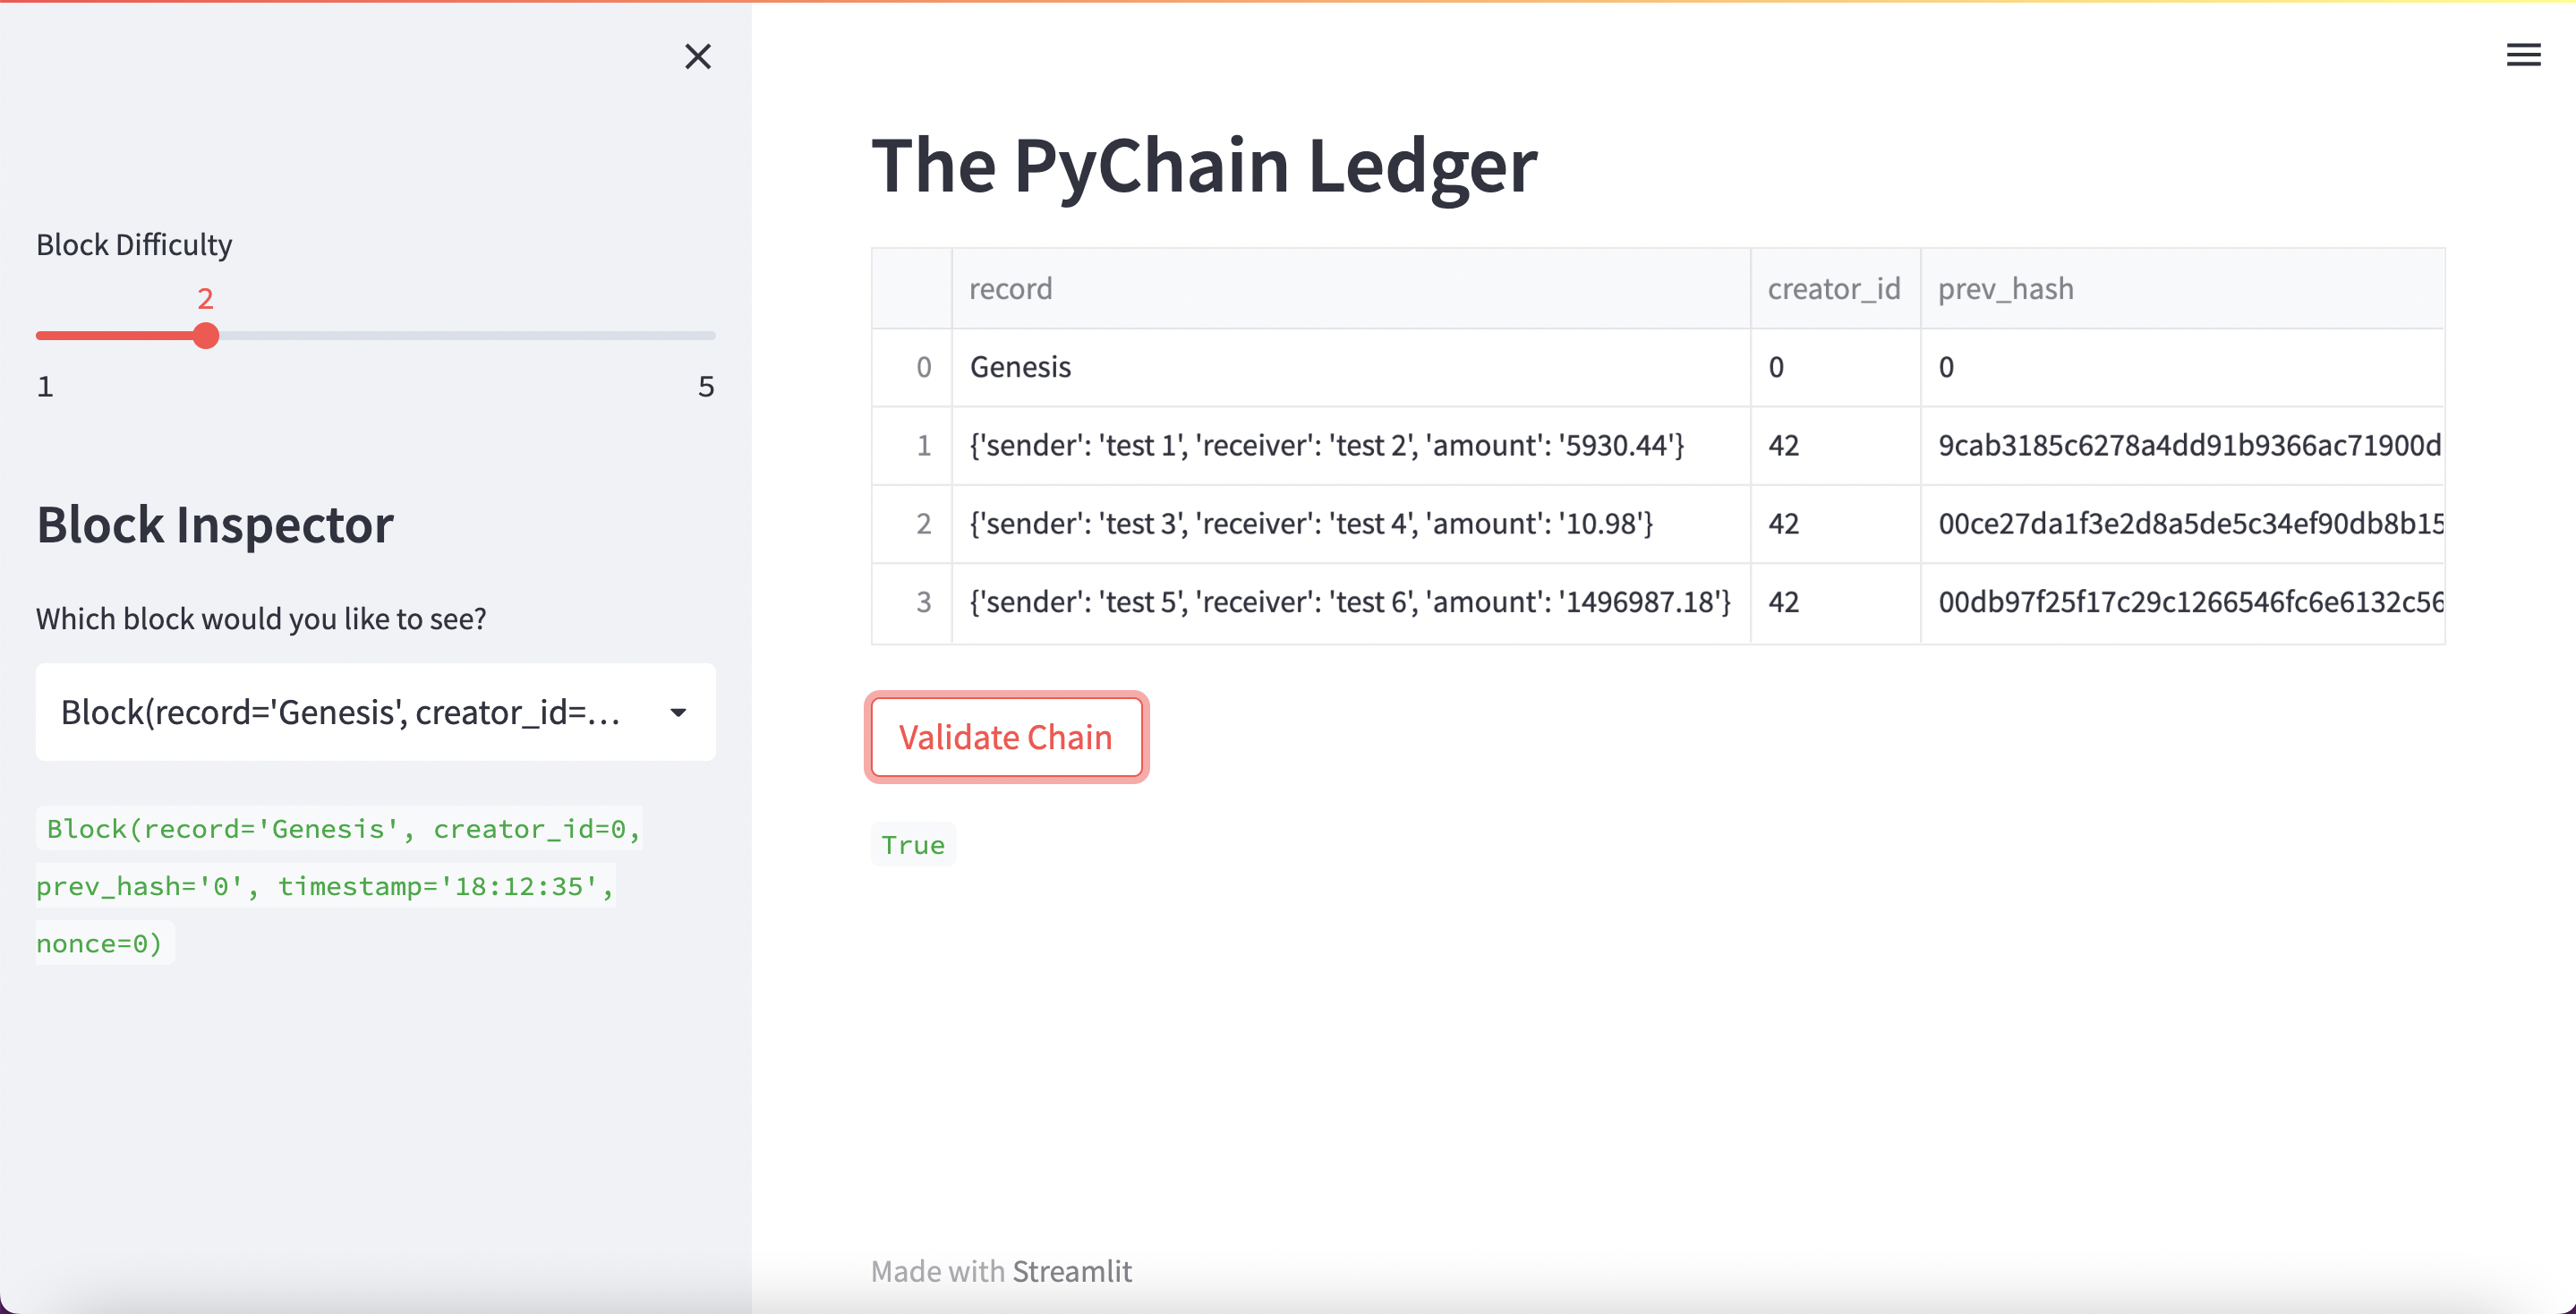 Block Difficulty
2
1 5
Block Inspector
Which block would you like to see?
Block(record='Genesis', creator_id=...
Block(record='Genesis', creator_id=0,
prev_hash='0', timestamp='18:12:35',
nonce=0)
The PyChain Ledger
record creator_id prev_hash
0 Genesis 0 0
1 {'sender': 'test 1', 'receiver': 'test 2', 'amount': '5930.44'} 42 9cab3185c6278a4dd91b9366ac71900d
2 {'sender': 'test 3', 'receiver': 'test 4', 'amount': '10.98'} 42 00ce27da1f3e2d8a5de5c34ef90db8b15
3 {'sender': 'test 5', 'receiver': 'test 6', 'amount': '1496987.18'} 42 00db97f25f17c29c1266546fc6e6132c56
Validate Chain
True
Made with Streamlit